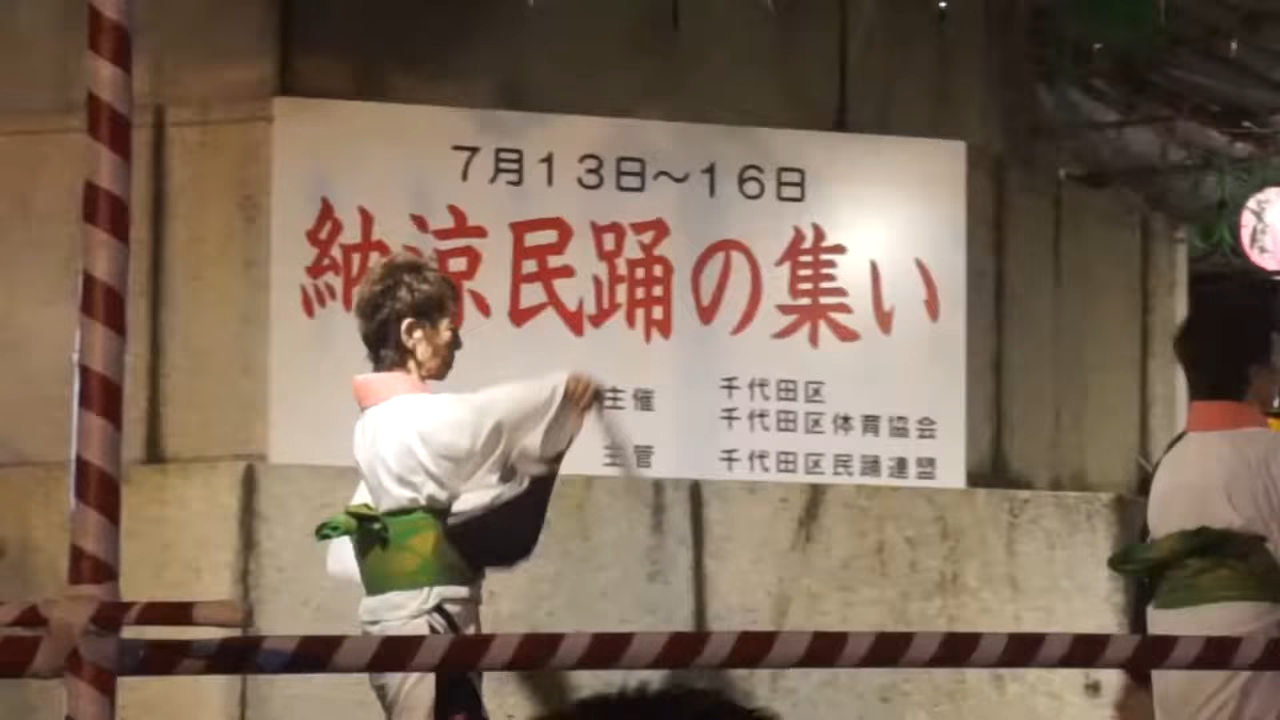 7月13日～16日
納涼民踊の集い
主催 千代田区
千代田区体育協会
主管 千代田区民踊連盟